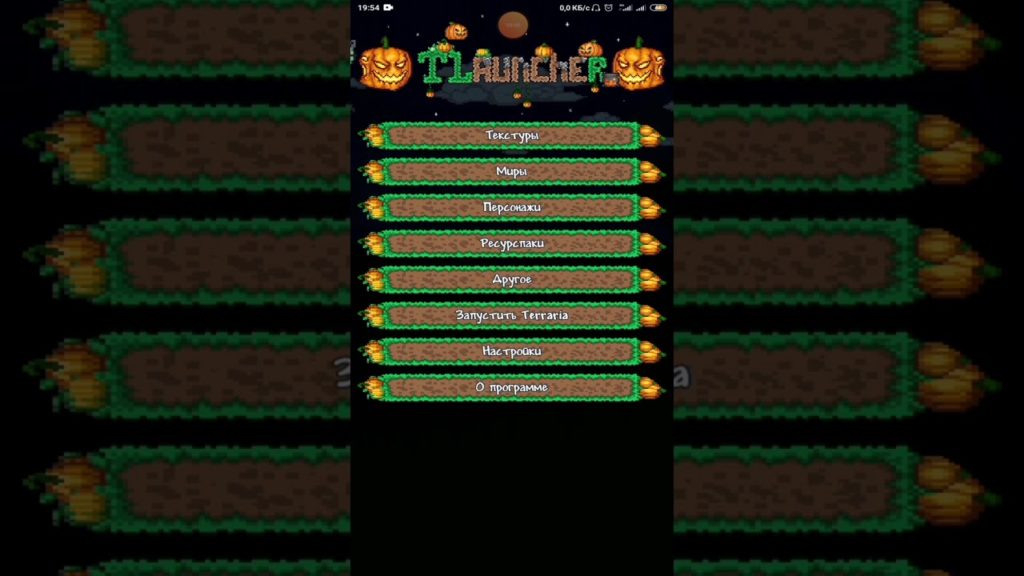 19:54
0,0 КБ/с
TLauncher
Текстуры
Миры
Персонажи
Ресурспаки
Другое
Запустить Terraria
Настройки
О программе